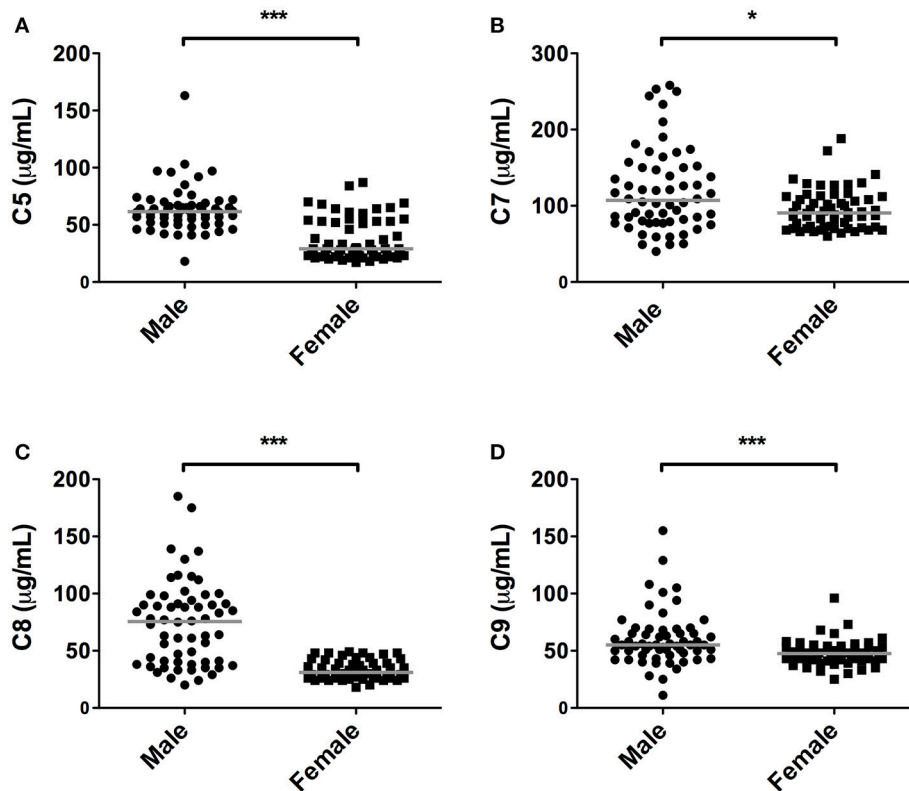 A
***
C5 (µg/mL)
200
150
100
50
0
Male
Female
B
*
C7 (µg/mL)
300
200
100
0
Male
Female
C
***
C8 (µg/mL)
200
150
100
50
0
Male
Female
D
***
C9 (µg/mL)
200
150
100
50
0
Male
Female